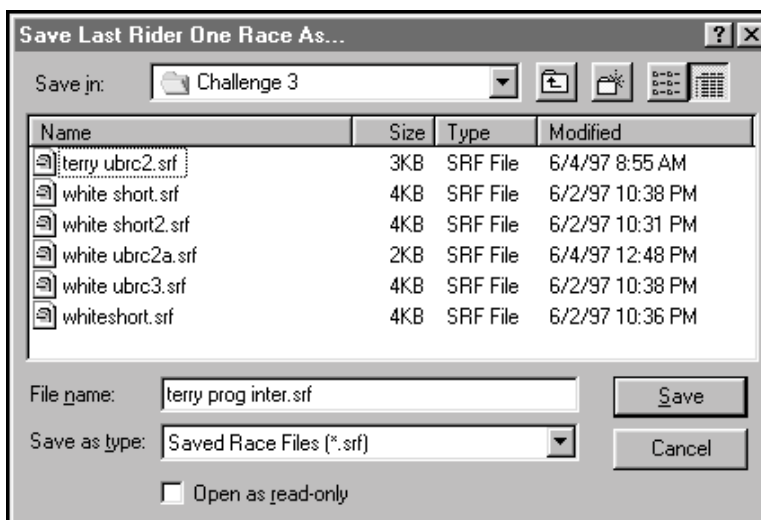 Save Last Rider One Race As...
Save in: Challenge 3
Name Size Type Modified
terry ubrc2.srf 3KB SRF File 6/4/97 8:55 AM
white short.srf 4KB SRF File 6/2/97 10:38 PM
white short2.srf 4KB SRF File 6/2/97 10:31 PM
white ubrc2a.srf 2KB SRF File 6/4/97 12:48 PM
white ubrc3.srf 4KB SRF File 6/2/97 10:38 PM
whiteshort.srf 4KB SRF File 6/2/97 10:36 PM
File name: terry prog inter.srf Save
Save as type: Saved Race Files (*.srf) Cancel
Open as read-only